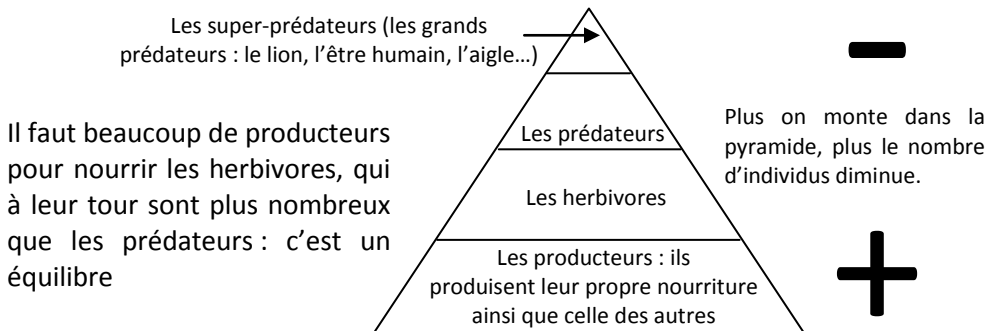 Les super-prédateurs (les grands
prédateurs : le lion, l’être humain, l’aigle…)
Il faut beaucoup de producteurs
pour nourrir les herbivores, qui
à leur tour sont plus nombreux
que les prédateurs : c’est un
équilibre
Les prédateurs
Les herbivores
Les producteurs : ils
produisent leur propre nourriture
ainsi que celle des autres
-
Plus on monte dans la
pyramide, plus le nombre
d’individus diminue.
+